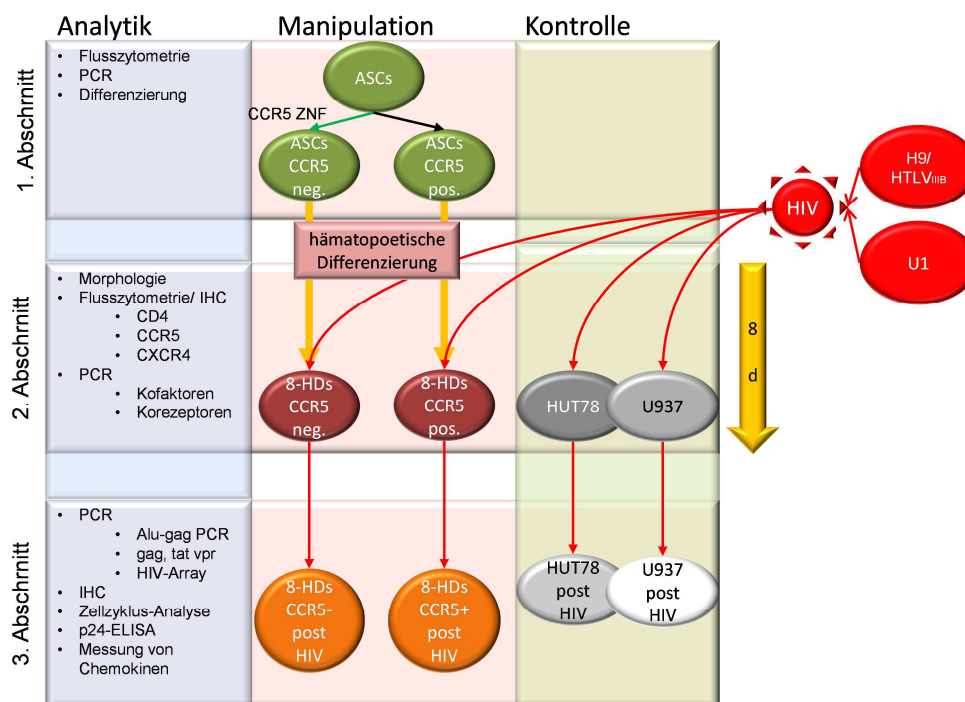 Analytik
Manipulation
Kontrolle
1. Abschrnitt
• Flusszytometrie
• PCR
• Differenzierung
ASCs
CCR5 ZNF
ASCs
CCR5
neg.
ASCs
CCR5
pos.
H9/
HTLVIIIB
HIV
U1
hämatopoetische
Differenzierung
2. Abschrnitt
• Morphologie
• Flusszytometrie/ IHC
• CD4
• CCR5
• CXCR4
• PCR
• Kofaktoren
• Korezeptoren
8-HDs
CCR5
neg.
8-HDs
CCR5
pos.
HUT78
U937
8
d
3. Abschrnitt
• PCR
• Alu-gag PCR
• gag, tat vpr
• HIV-Array
• IHC
• Zellzyklus-Analyse
• p24-ELISA
• Messung von
Chemokinen
8-HDs
CCR5-
post
HIV
8-HDs
CCR5+
post
HIV
HUT78
post
HIV
U937
post
HIV